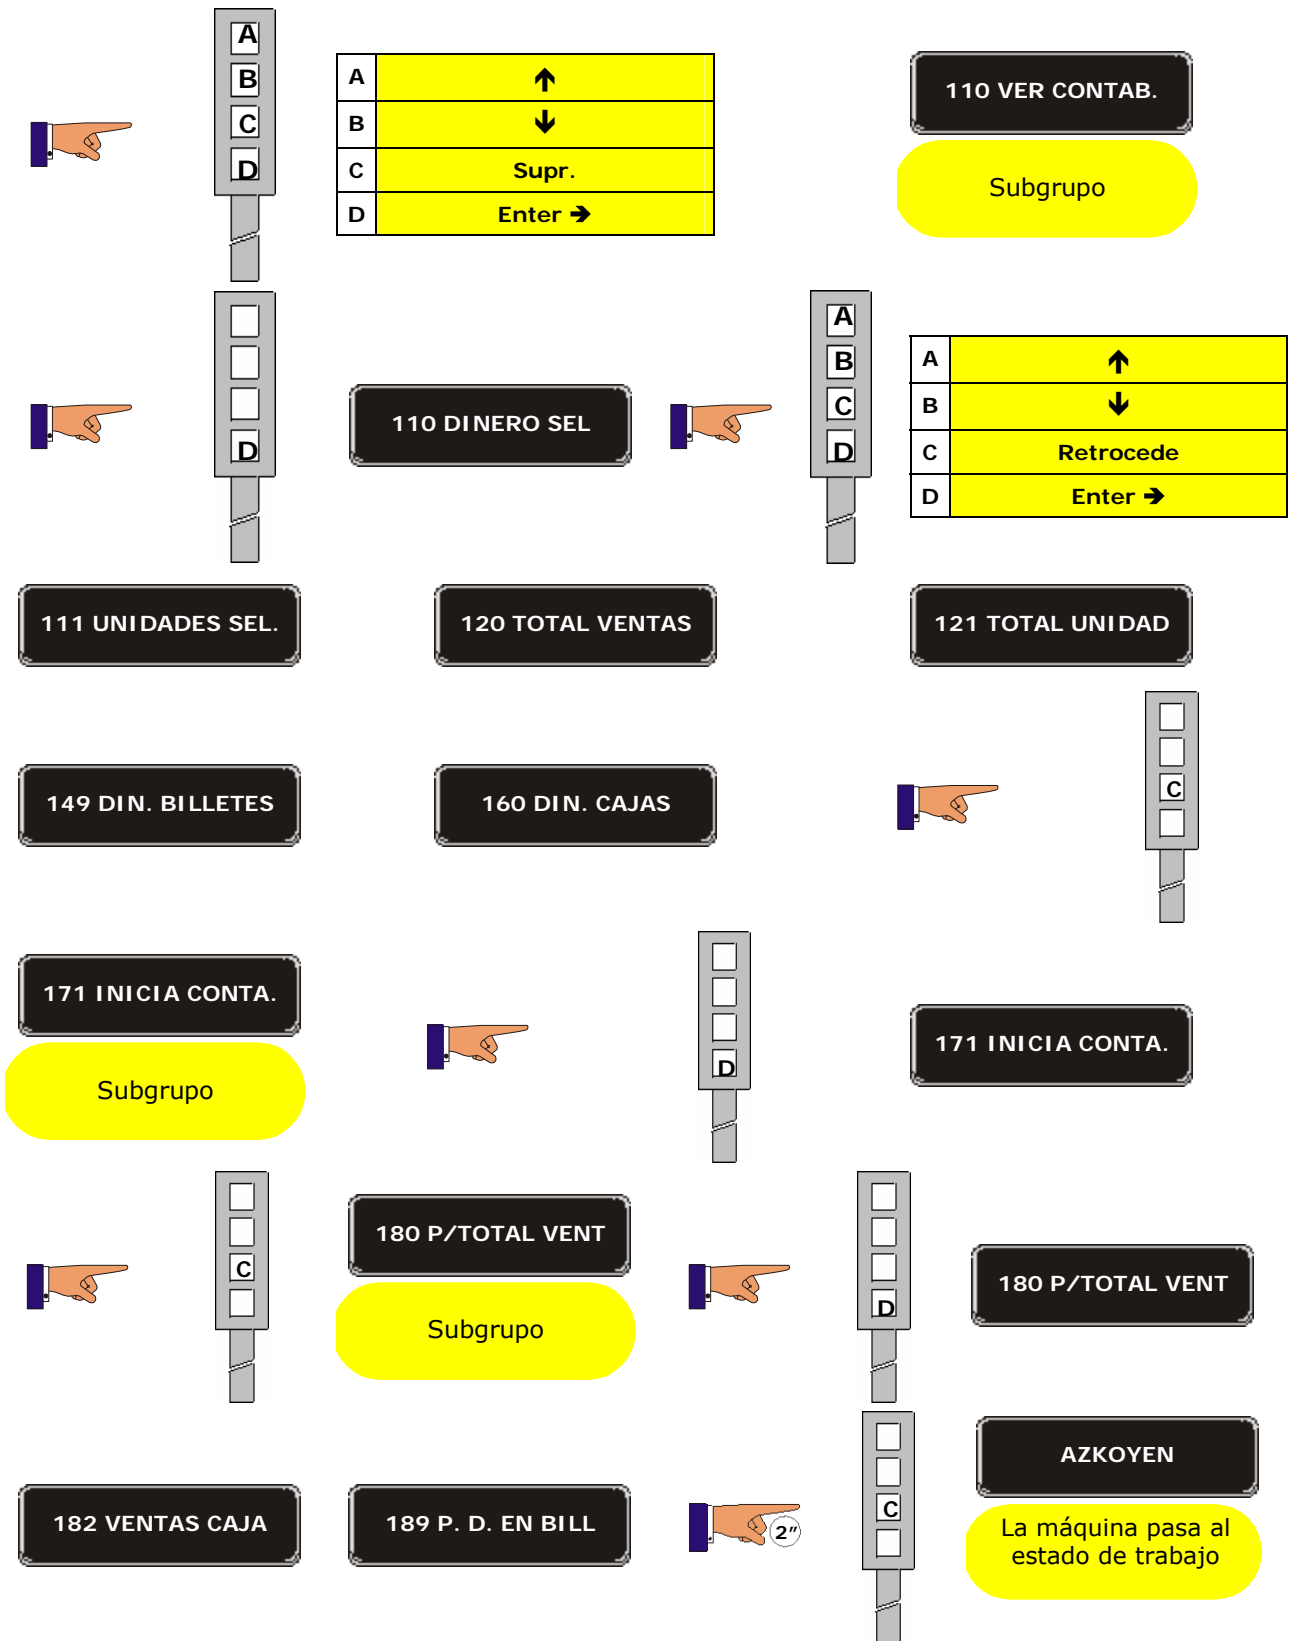 A
B
C
D
A ↑
B ↓
C Supr.
D Enter →
110 VER CONTAB.
Subgrupo
D
110 DINERO SEL
A
B
C
D
A ↑
B ↓
C Retrocede
D Enter →
111 UNIDADES SEL.
120 TOTAL VENTAS
121 TOTAL UNIDAD
149 DIN. BILLETES
160 DIN. CAJAS
C
171 INICIA CONTA.
Subgrupo
D
171 INICIA CONTA.
C
180 P/TOTAL VENT
Subgrupo
D
180 P/TOTAL VENT
182 VENTAS CAJA
189 P. D. EN BILL
2”
C
AZKOYEN
La máquina pasa al
estado de trabajo